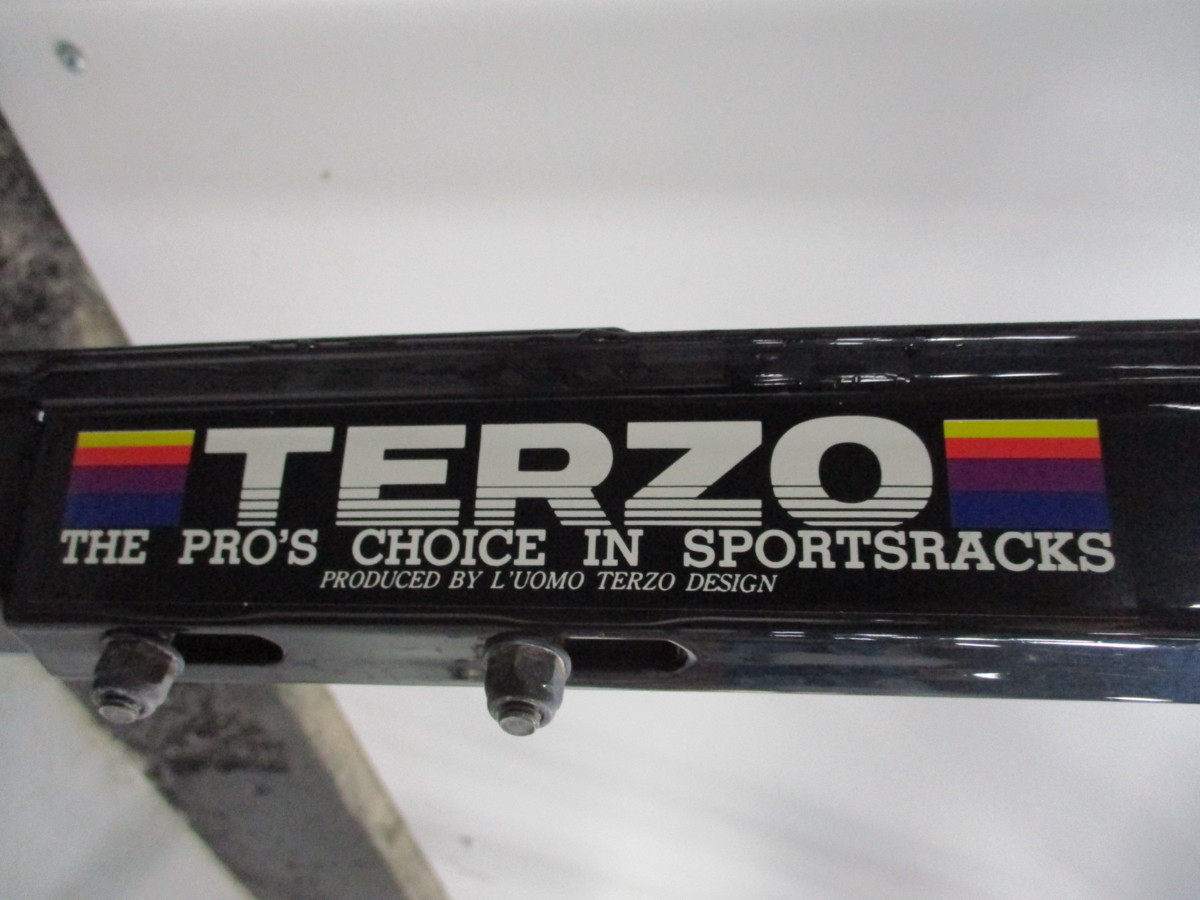 TERZO
THE PRO'S CHOICE IN SPORTSRACKS
PRODUCED BY L'UOMO TERZO DESIGN